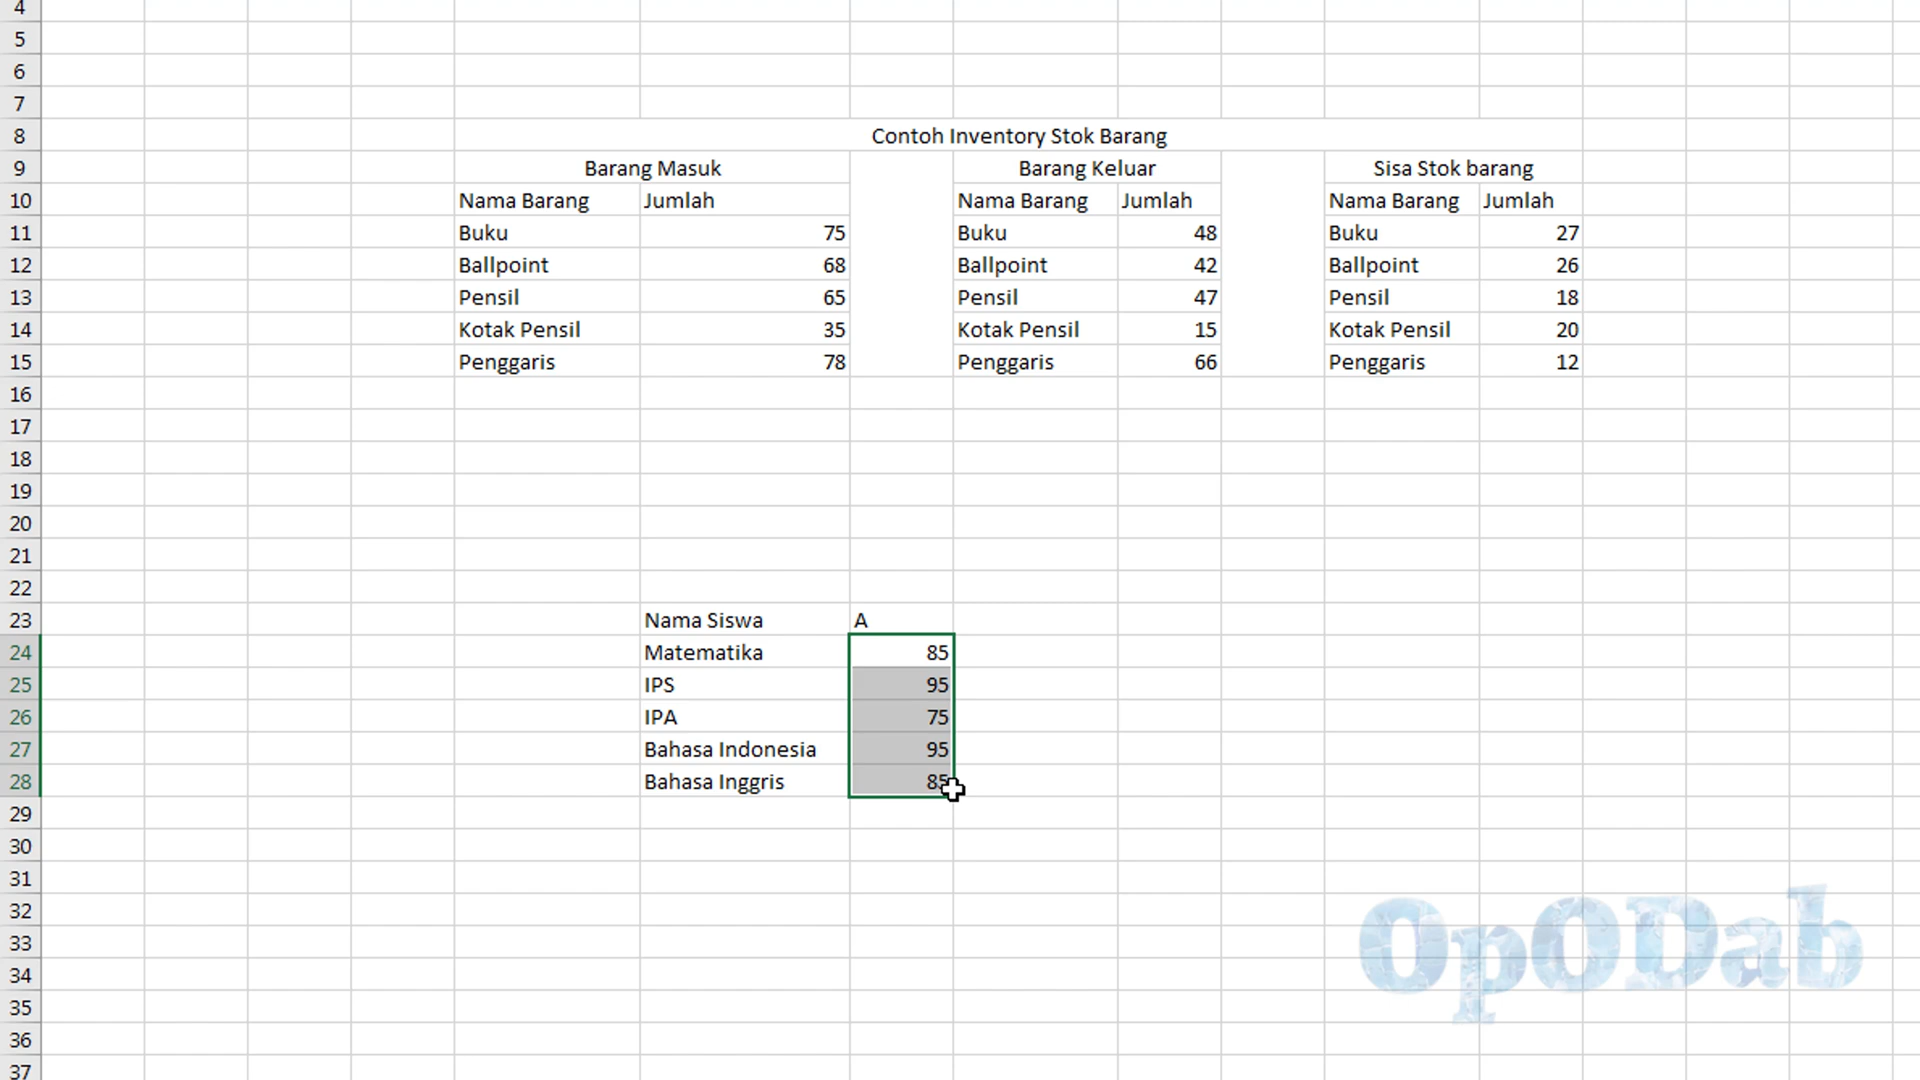 4
5
6
7
8 Contoh Inventory Stok Barang
9 Barang Masuk Barang Keluar Sisa Stok barang
10 Nama Barang Jumlah Nama Barang Jumlah Nama Barang Jumlah
11 Buku 75 Buku 48 Buku 27
12 Ballpoint 68 Ballpoint 42 Ballpoint 26
13 Pensil 65 Pensil 47 Pensil 18
14 Kotak Pensil 35 Kotak Pensil 15 Kotak Pensil 20
15 Penggaris 78 Penggaris 66 Penggaris 12
16
17
18
19
20
21
22
23 Nama Siswa A
24 Matematika 85
25 IPS 95
26 IPA 75
27 Bahasa Indonesia 95
28 Bahasa Inggris 85
29
30
31
32
33
34
35
36
37
OpODab